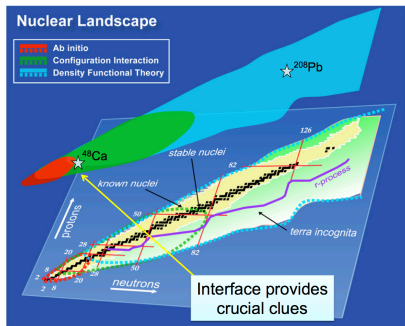 Nuclear Landscape
Ab initio
Configuration Interaction
Density Functional Theory
208Pb
48Ca
126
stable nuclei
82
known nuclei
r-process
50
protons
28
20
50
82
terra incognita
8
2
28
20
2
8
neutrons
Interface provides
crucial clues